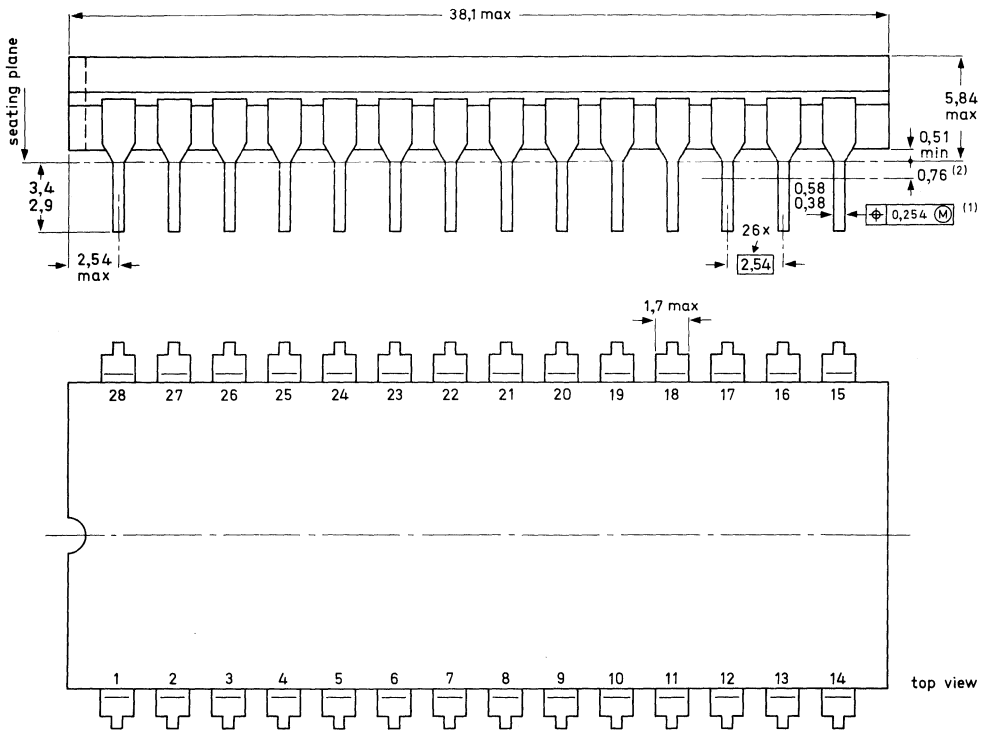 38,1 max
seating plane
5,84
max
0,51
min
0,76 (2)
3,4
2,9
0,58
0,38
0,254 M (1)
26x
2,54
max
2,54
1,7 max
28 27 26 25 24 23 22 21 20 19 18 17 16 15
1 2 3 4 5 6 7 8 9 10 11 12 13 14
top view